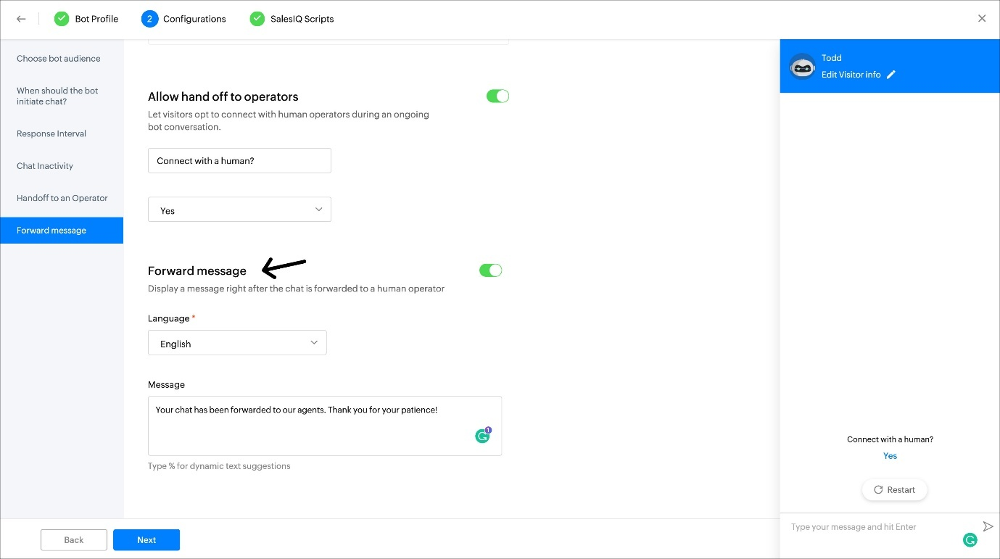 Bot Profile
2
Configurations
SalesIQ Scripts
Choose bot audience
When should the bot
initiate chat?
Response Interval
Chat Inactivity
Handoff to an Operator
Forward message
Allow hand off to operators
Let visitors opt to connect with human operators during an ongoing
bot conversation.
Connect with a human?
Yes
Forward message
Display a message right after the chat is forwarded to a human operator
Language *
English
Message
Your chat has been forwarded to our agents. Thank you for your patience!
1
Type % for dynamic text suggestions
Back
Next
Todd
Edit Visitor info
Connect with a human?
Yes
Restart
Type your message and hit Enter